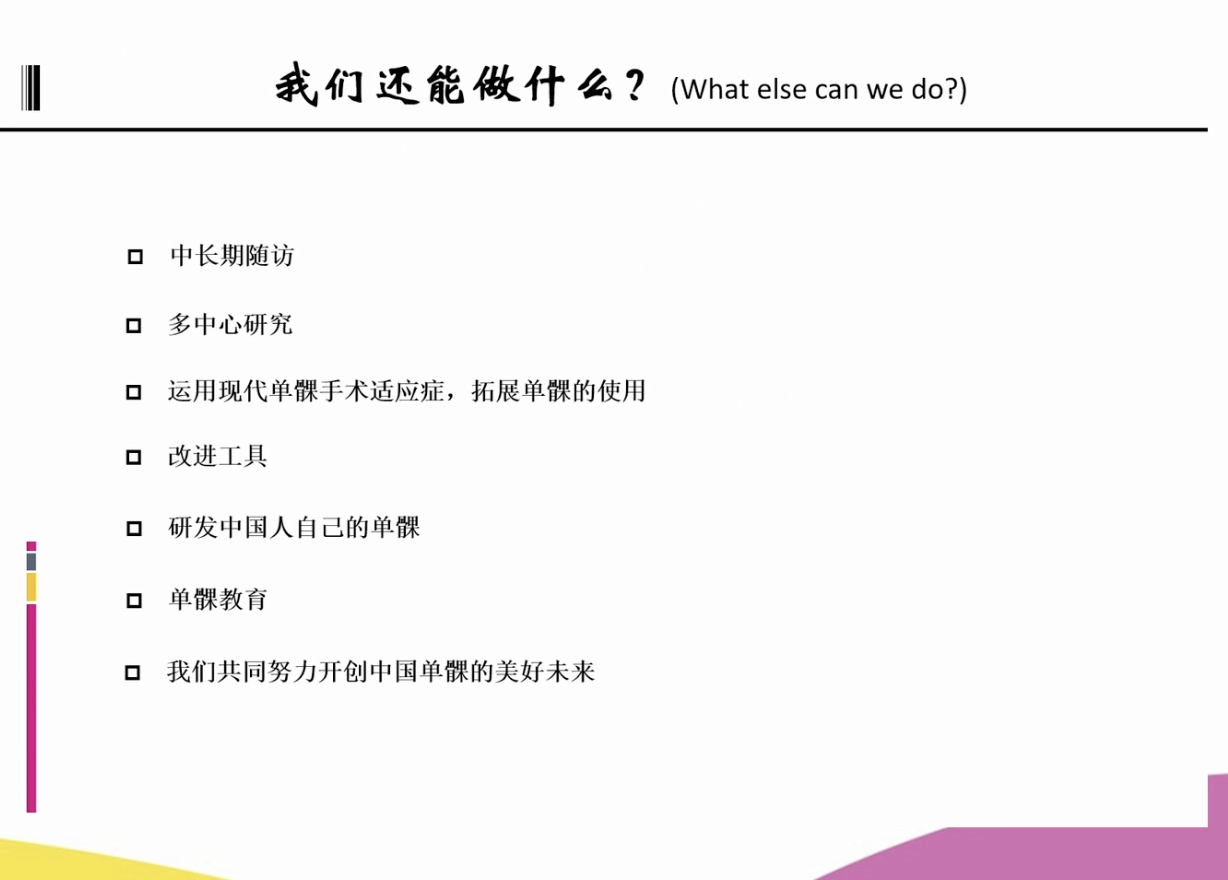 我们还能做什么？(What else can we do?)
中长期随访
多中心研究
运用现代单髁手术适应症，拓展单髁的使用
改进工具
研发中国人自己的单髁
单髁教育
我们共同努力开创中国单髁的美好未来